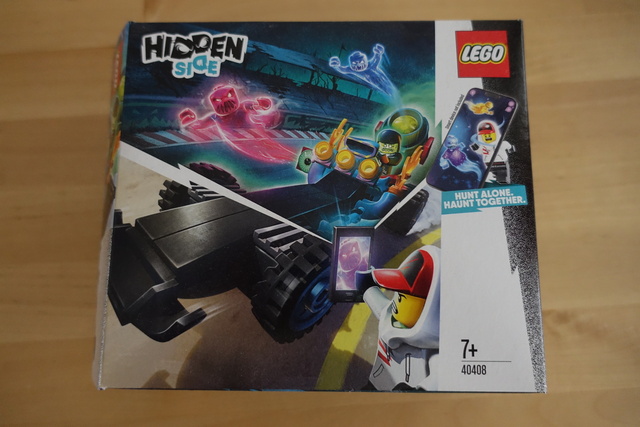 HIDDEN
SIDE
LEGO
HUNT ALONE.
HAUNT TOGETHER.
7+
40408